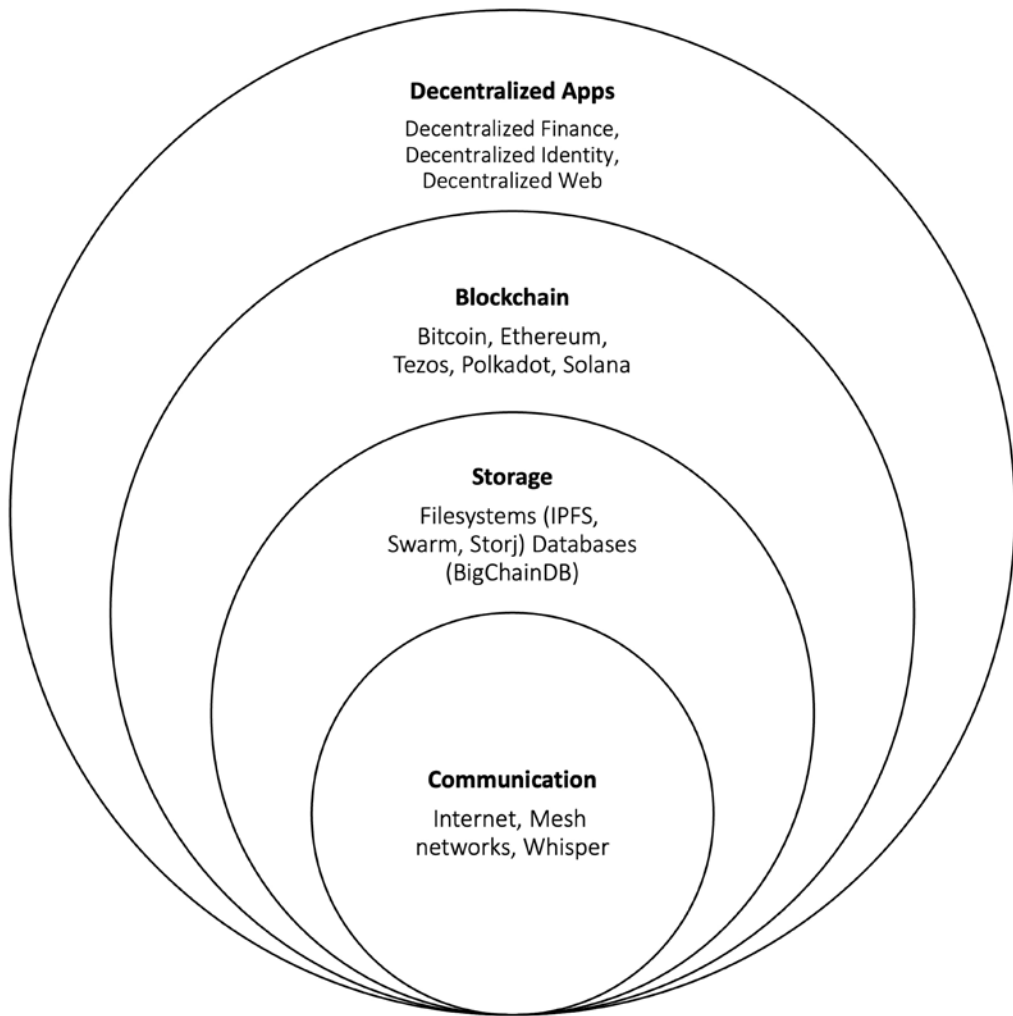 Decentralized Apps
Decentralized Finance,
Decentralized Identity,
Decentralized Web
Blockchain
Bitcoin, Ethereum,
Tezos, Polkadot, Solana
Storage
Filesystems (IPFS,
Swarm, Storj) Databases
(BigChainDB)
Communication
Internet, Mesh
networks, Whisper